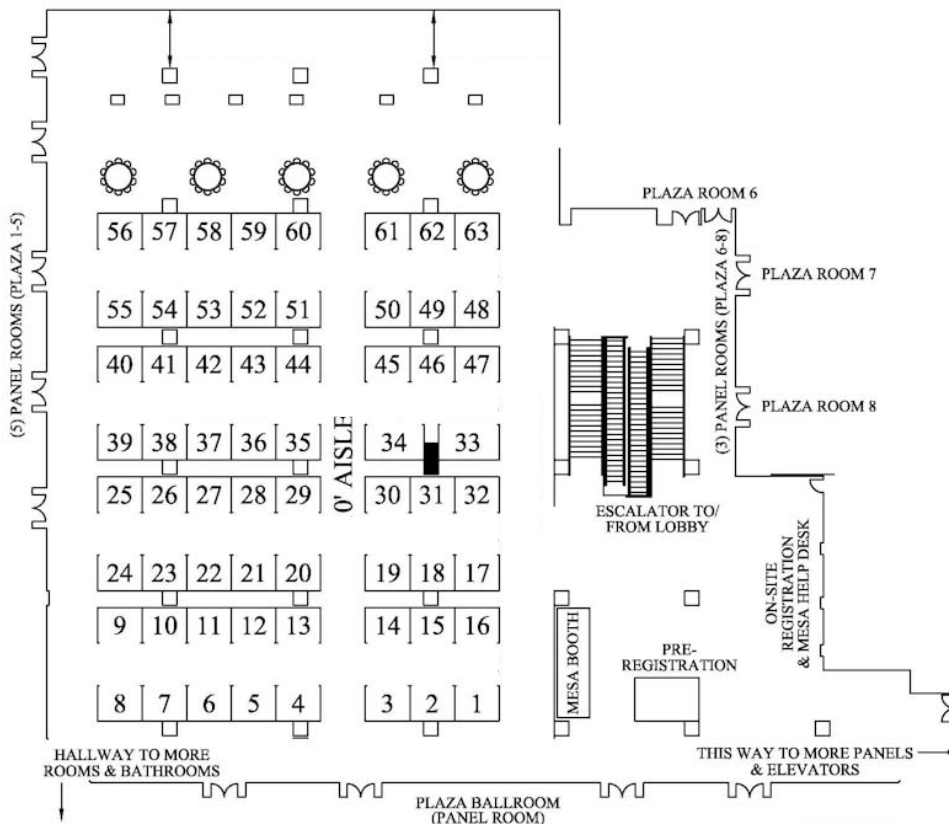 PLAZA ROOM 6
56 57 58 59 60 61 62 63
(5) PANEL ROOMS (PLAZA 1-5)
(3) PANEL ROOMS (PLAZA 6-8)
PLAZA ROOM 7
55 54 53 52 51 50 49 48
40 41 42 43 44 45 46 47
PLAZA ROOM 8
39 38 37 36 35 34 33
0' AISLE
25 26 27 28 29 30 31 32
ESCALATOR TO/
FROM LOBBY
24 23 22 21 20 19 18 17
ON-SITE
REGISTRATION
& MESA HELP DESK
9 10 11 12 13 14 15 16
MESA BOOTH
PRE-
REGISTRATION
8 7 6 5 4 3 2 1
HALLWAY TO MORE
ROOMS & BATHROOMS
THIS WAY TO MORE PANELS
& ELEVATORS
PLAZA BALLROOM
(PANEL ROOM)